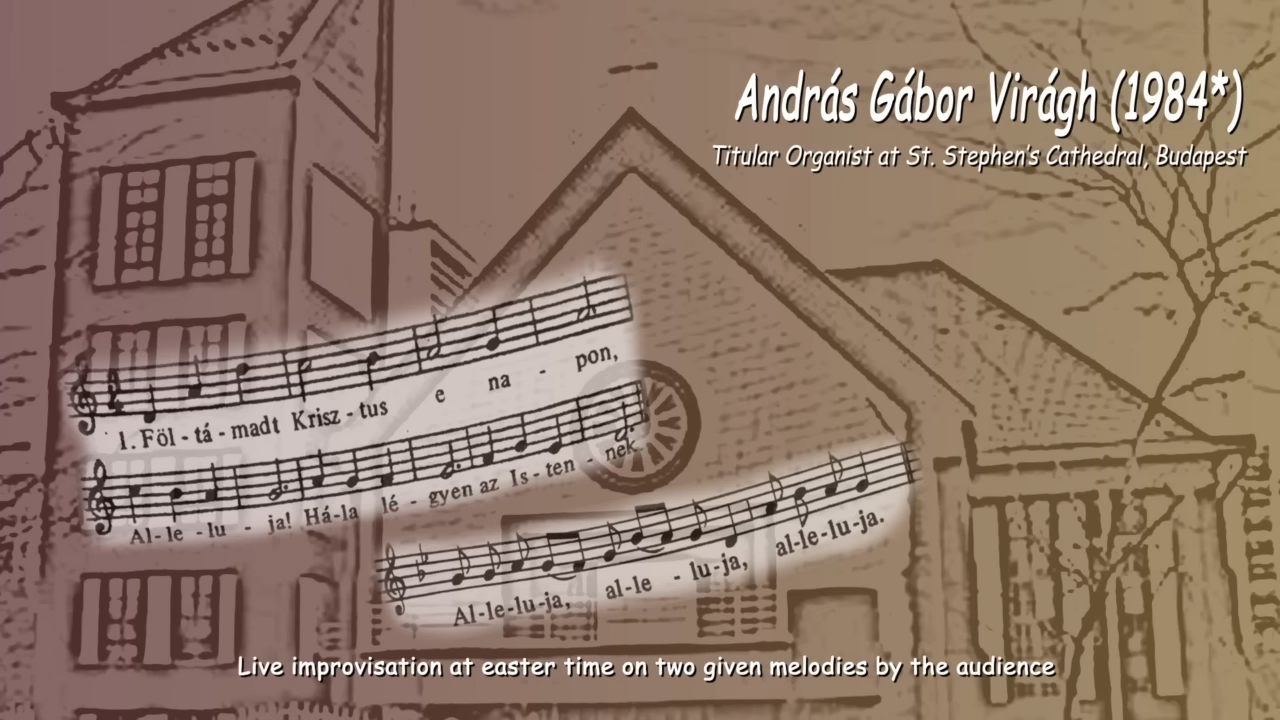 András Gábor Virágh (1984*)
Titular Organist at St. Stephen's Cathedral, Budapest
1. Föl - tá - madt Krisz - tus e na - pon,
Al - le - lu - ja! Há-la lé - gyen az Is - ten - nek.
Al-le-lu-ja, al-le - lu-ja, al-le-lu-ja.
Live improvisation at easter time on two given melodies by the audience